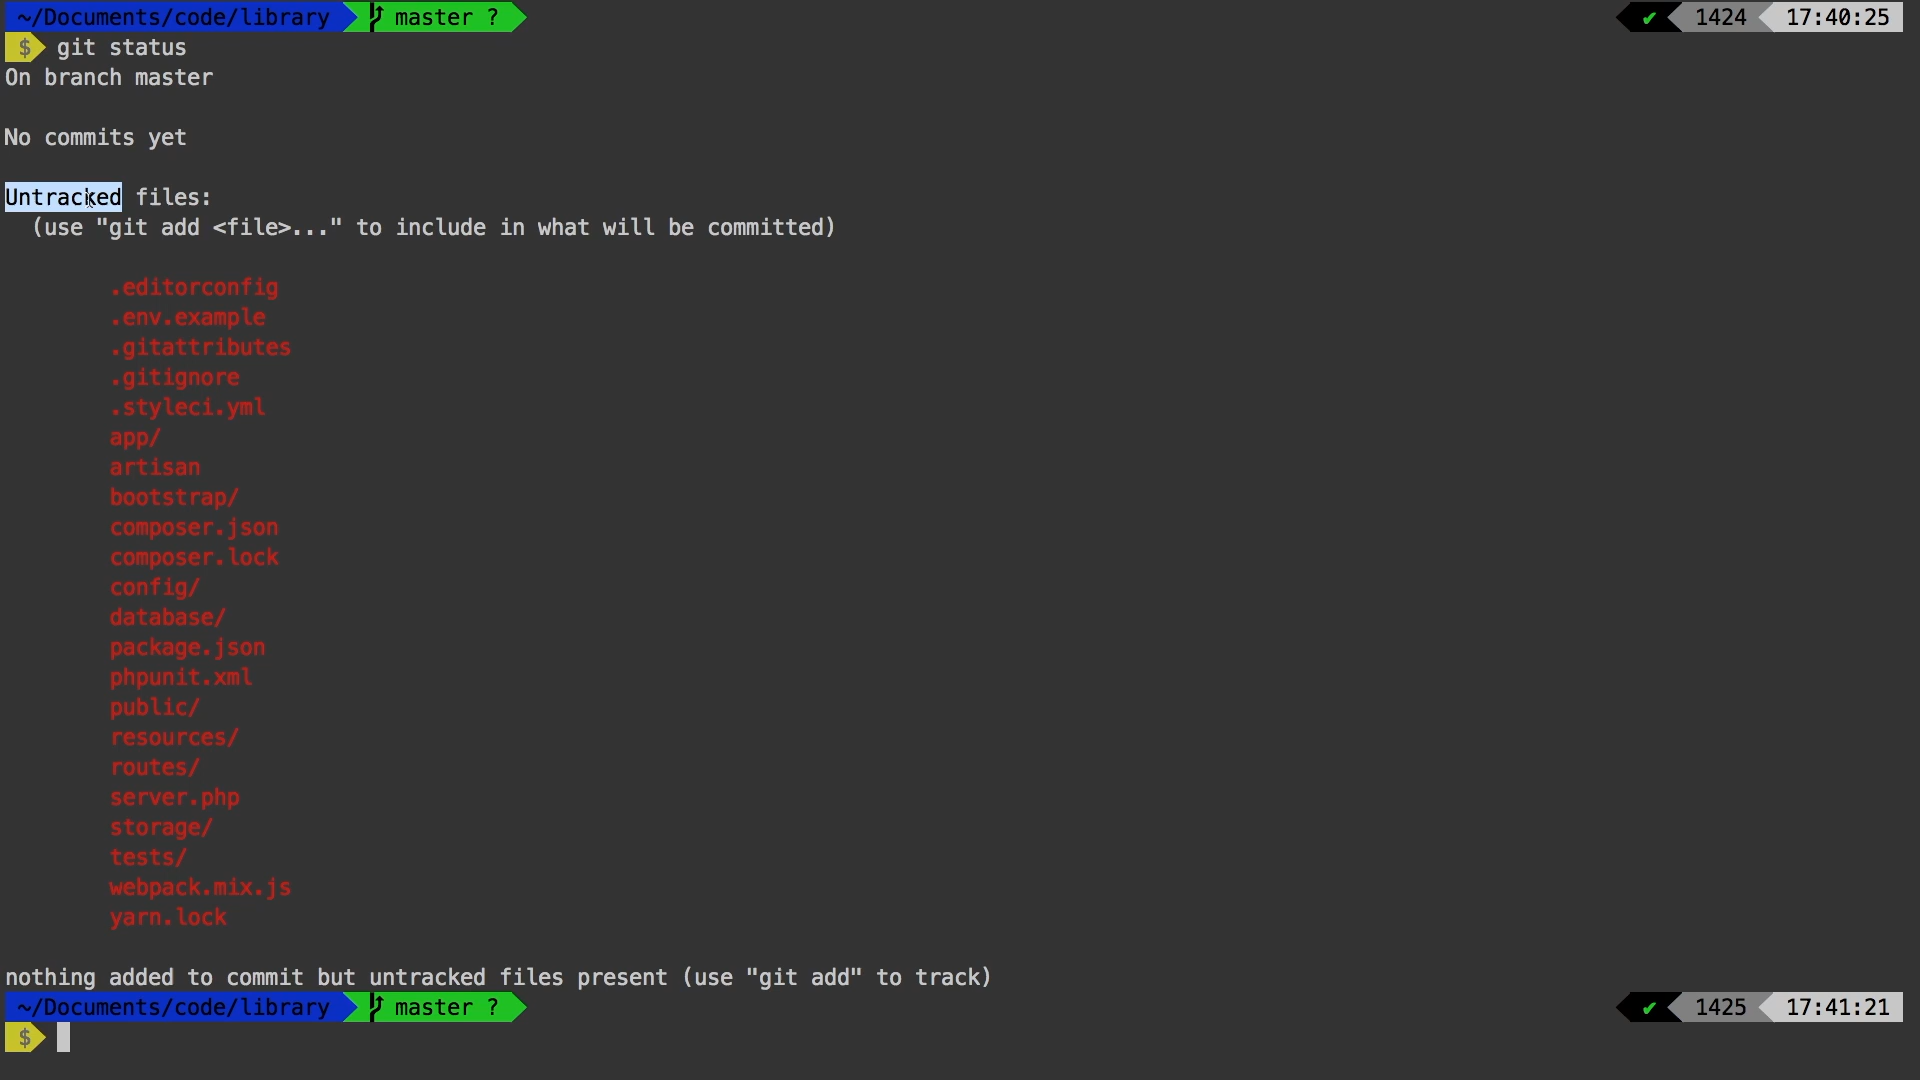 ~/Documents/code/library master ? ✔ 1424 17:40:25
$ git status
On branch master
No commits yet
Untracked files:
(use "git add <file>..." to include in what will be committed)
.editorconfig
.env.example
.gitattributes
.gitignore
.styleci.yml
app/
artisan
bootstrap/
composer.json
composer.lock
config/
database/
package.json
phpunit.xml
public/
resources/
routes/
server.php
storage/
tests/
webpack.mix.js
yarn.lock
nothing added to commit but untracked files present (use "git add" to track)
~/Documents/code/library master ? ✔ 1425 17:41:21
$